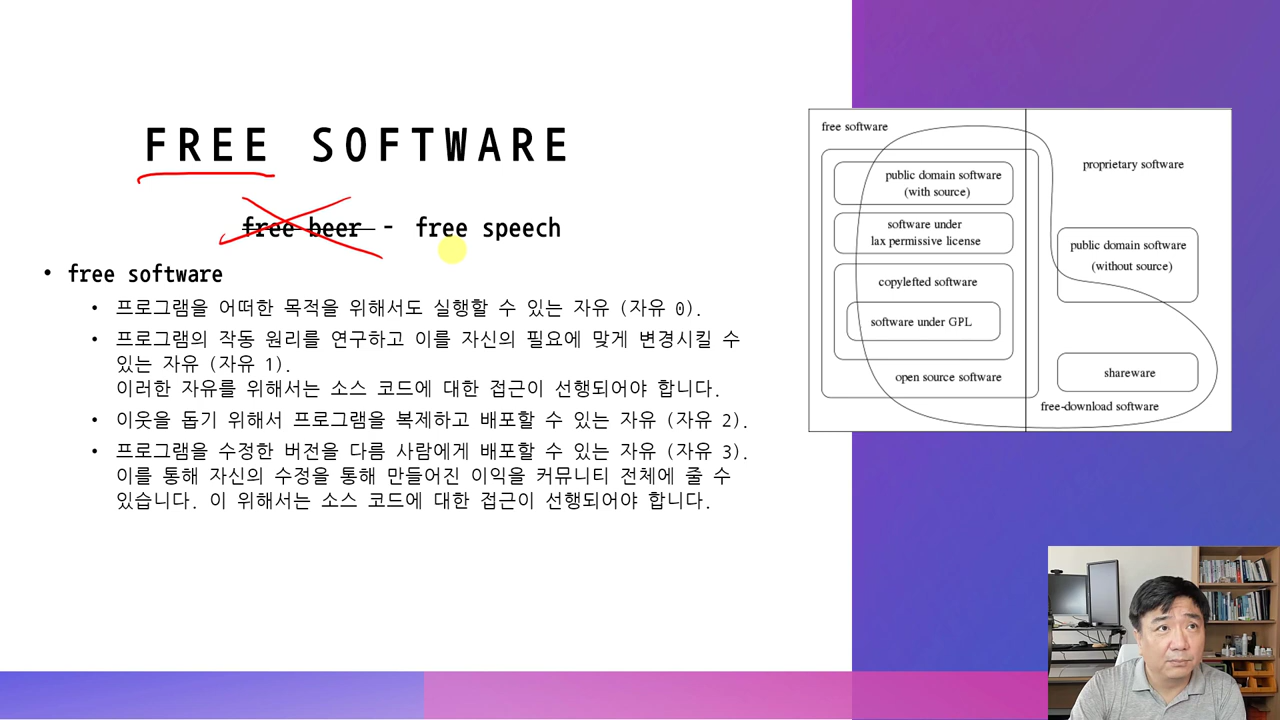 FREE SOFTWARE
free beer - free speech
• free software
• 프로그램을 어떠한 목적을 위해서도 실행할 수 있는 자유 (자유 0).
• 프로그램의 작동 원리를 연구하고 이를 자신의 필요에 맞게 변경시킬 수
있는 자유 (자유 1).
이러한 자유를 위해서는 소스 코드에 대한 접근이 선행되어야 합니다.
• 이웃을 돕기 위해서 프로그램을 복제하고 배포할 수 있는 자유 (자유 2).
• 프로그램을 수정한 버전을 다름 사람에게 배포할 수 있는 자유 (자유 3).
이를 통해 자신의 수정을 통해 만들어진 이익을 커뮤니티 전체에 줄 수
있습니다. 이 위해서는 소스 코드에 대한 접근이 선행되어야 합니다.
free software
public domain software
(with source)
software under
lax permissive license
copylefted software
software under GPL
open source software
proprietary software
public domain software
(without source)
shareware
free-download software